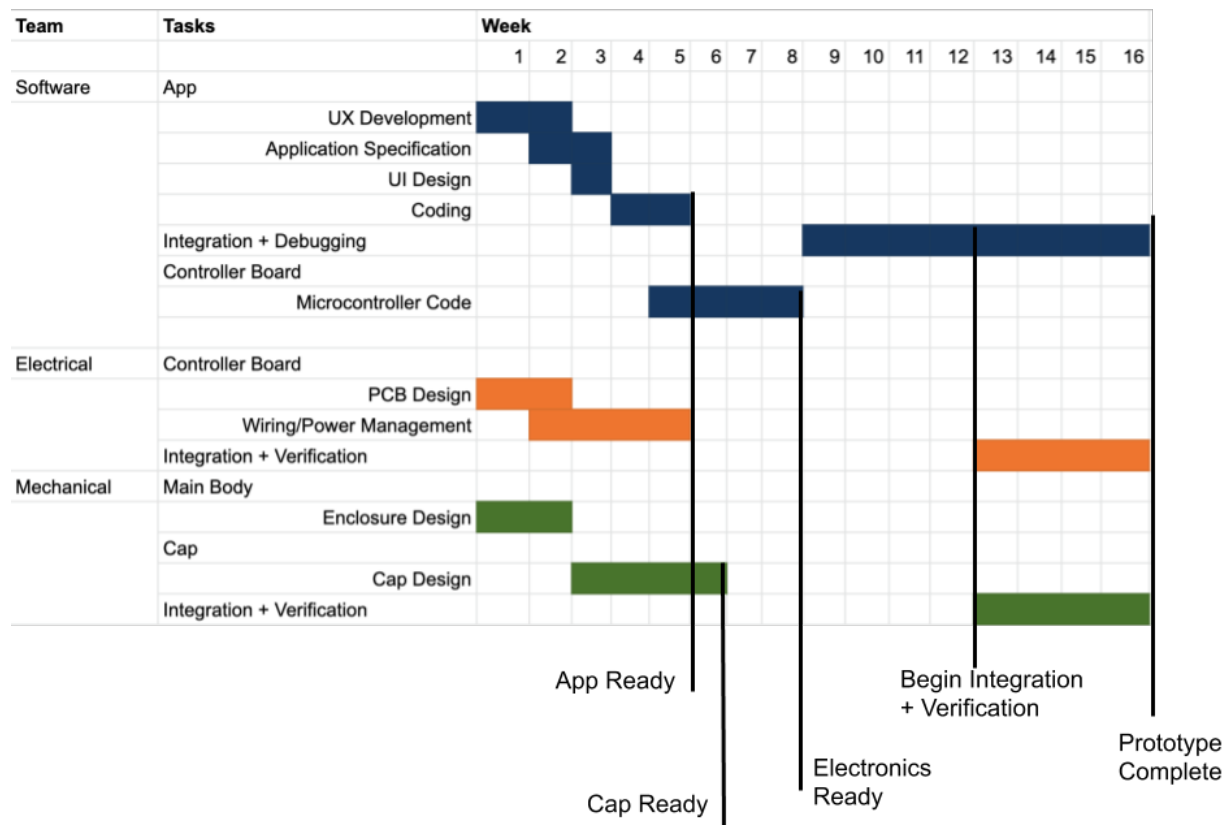 Team Tasks Week
1 2 3 4 5 6 7 8 9 10 11 12 13 14 15 16
Software App
UX Development
Application Specification
UI Design
Coding
Integration + Debugging
Controller Board
Microcontroller Code
Electrical Controller Board
PCB Design
Wiring/Power Management
Integration + Verification
Mechanical Main Body
Enclosure Design
Cap
Cap Design
Integration + Verification
App Ready
Begin Integration
+ Verification
Prototype
Complete
Electronics
Ready
Cap Ready